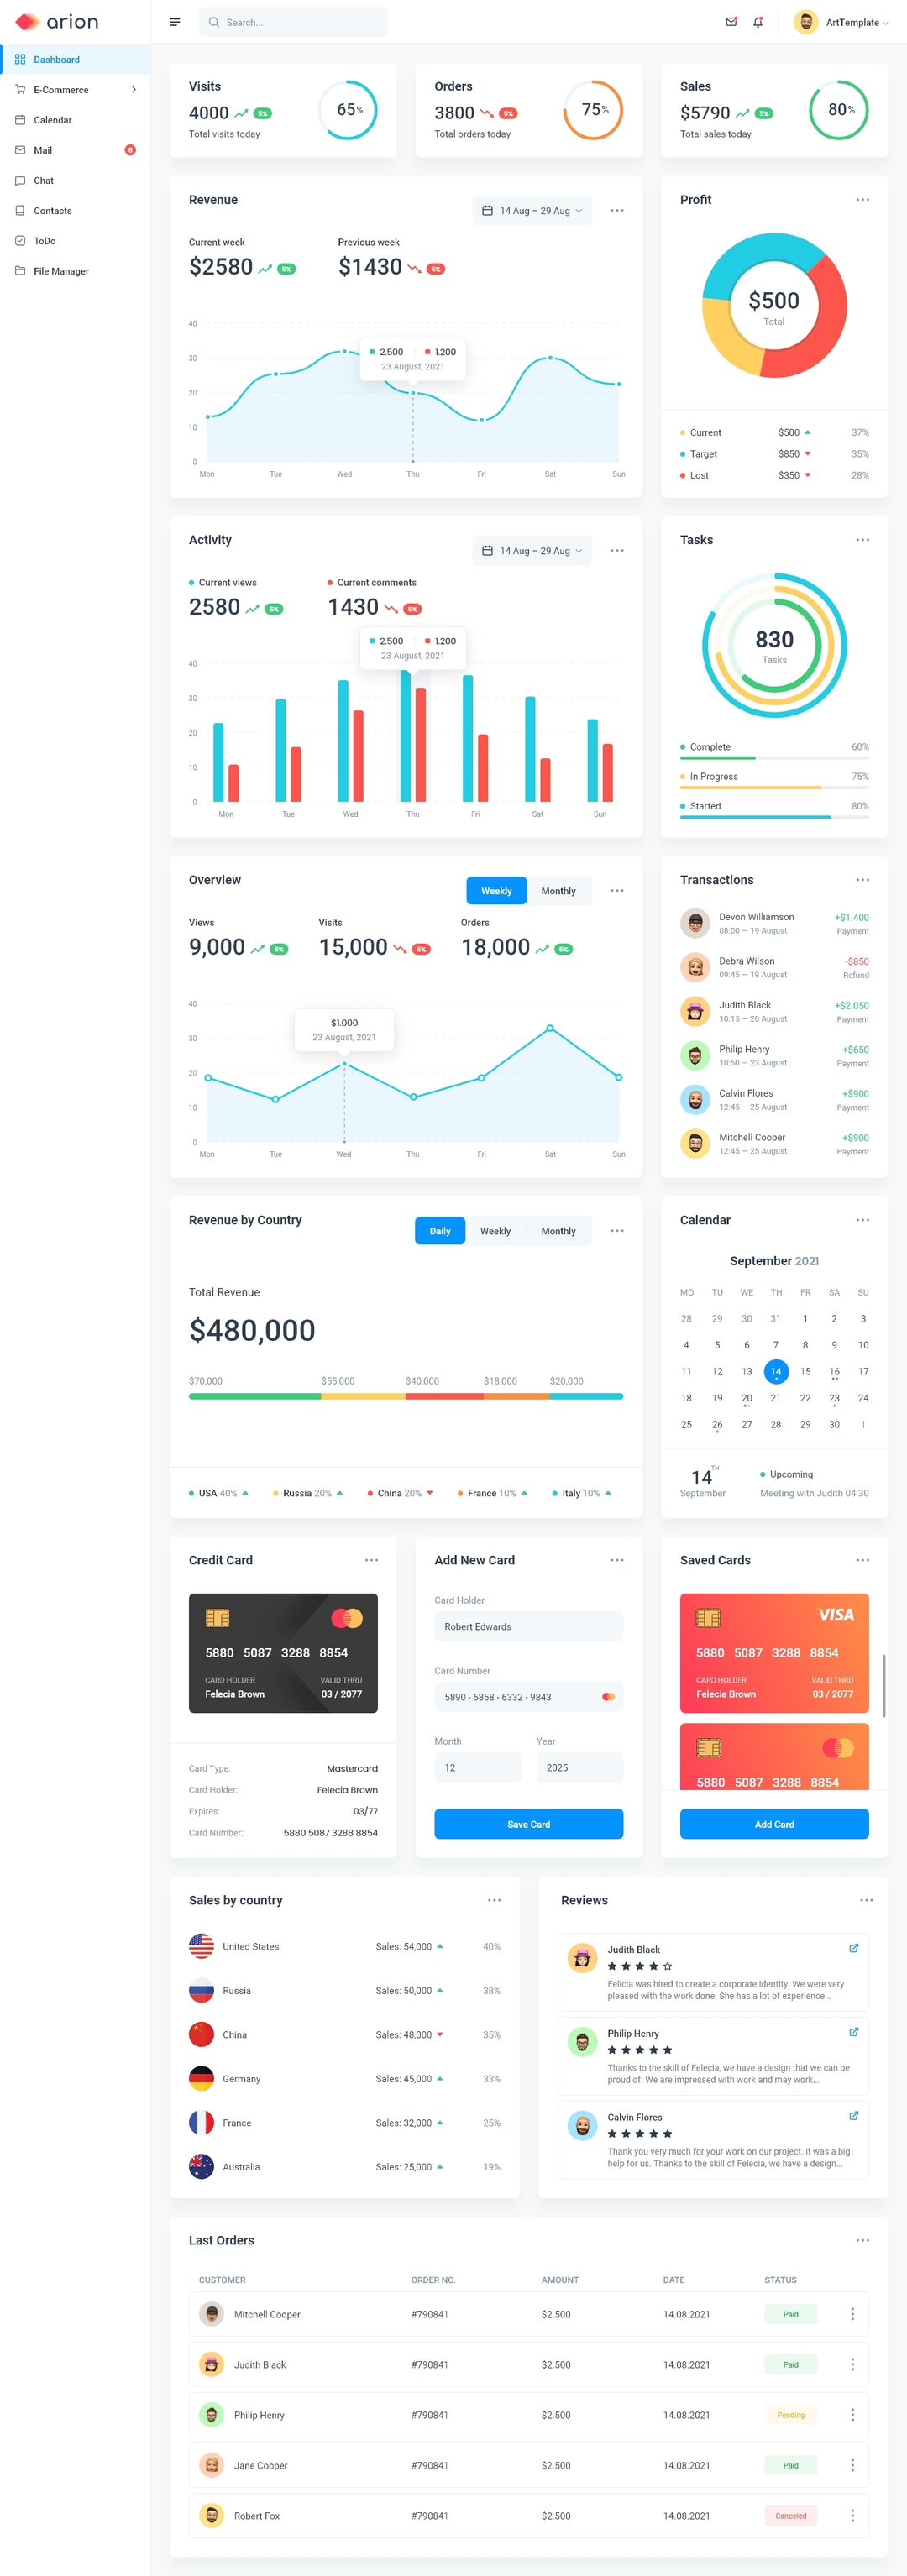 arion
Search...
ArtTemplate
Dashboard
E-Commerce
Calendar
Mail
8
Chat
Contacts
ToDo
File Manager
Visits
4000 5%
Total visits today
65%
Orders
3800 5%
Total orders today
75%
Sales
$5790 5%
Total sales today
80%
Revenue
14 Aug – 29 Aug
Current week
$2580 5%
Previous week
$1430 5%
40
30
20
10
0
2.500 1.200
23 August, 2021
Mon Tue Wed Thu Fri Sat Sun
Profit
$500
Total
Current $500 37%
Target $850 35%
Lost $350 28%
Activity
14 Aug – 29 Aug
Current views
2580 5%
Current comments
1430 5%
2.500 1.200
23 August, 2021
40
30
20
10
0
Mon Tue Wed Thu Fri Sat Sun
Tasks
830
Tasks
Complete 60%
In Progress 75%
Started 80%
Overview
Weekly Monthly
Views
9,000 5%
Visits
15,000 5%
Orders
18,000 5%
40
30
20
10
0
$1.000
23 August, 2021
Mon Tue Wed Thu Fri Sat Sun
Transactions
Devon Williamson +$1.400
08:00 — 19 August Payment
Debra Wilson -$850
09:45 — 19 August Refund
Judith Black +$2.050
10:15 — 20 August Payment
Philip Henry +$650
10:50 — 23 August Payment
Calvin Flores +$900
12:45 — 25 August Payment
Mitchell Cooper +$900
12:45 — 25 August Payment
Revenue by Country
Daily Weekly Monthly
Total Revenue
$480,000
$70,000 $55,000 $40,000 $18,000 $20,000
USA 40% Russia 20% China 20% France 10% Italy 10%
Calendar
September 2021
MO TU WE TH FR SA SU
28 29 30 31 1 2 3
4 5 6 7 8 9 10
11 12 13 14 15 16 17
18 19 20 21 22 23 24
25 26 27 28 29 30 1
14TH
September
Upcoming
Meeting with Judith 04:30
Credit Card
5880 5087 3288 8854
CARD HOLDER VALID THRU
Felecia Brown 03 / 2077
Card Type: Mastercard
Card Holder: Felecia Brown
Expires: 03/77
Card Number: 5880 5087 3288 8854
Add New Card
Card Holder
Robert Edwards
Card Number
5890 - 6858 - 6332 - 9843
Month Year
12 2025
Save Card
Saved Cards
VISA
5880 5087 3288 8854
CARD HOLDER VALID THRU
Felecia Brown 03 / 2077
5880 5087 3288 8854
Add Card
Sales by country
United States Sales: 54,000 40%
Russia Sales: 50,000 38%
China Sales: 48,000 35%
Germany Sales: 45,000 33%
France Sales: 32,000 25%
Australia Sales: 25,000 19%
Reviews
Judith Black
Felicia was hired to create a corporate identity. We were very
pleased with the work done. She has a lot of experience...
Philip Henry
Thanks to the skill of Felecia, we have a design that we can be
proud of. We are impressed with work and may work...
Calvin Flores
Thank you very much for your work on our project. It was a big
help for us. Thanks to the skill of Felecia, we have a design...
Last Orders
CUSTOMER ORDER NO. AMOUNT DATE STATUS
Mitchell Cooper #790841 $2.500 14.08.2021 Paid
Judith Black #790841 $2.500 14.08.2021 Paid
Philip Henry #790841 $2.500 14.08.2021 Pending
Jane Cooper #790841 $2.500 14.08.2021 Paid
Robert Fox #790841 $2.500 14.08.2021 Canceled